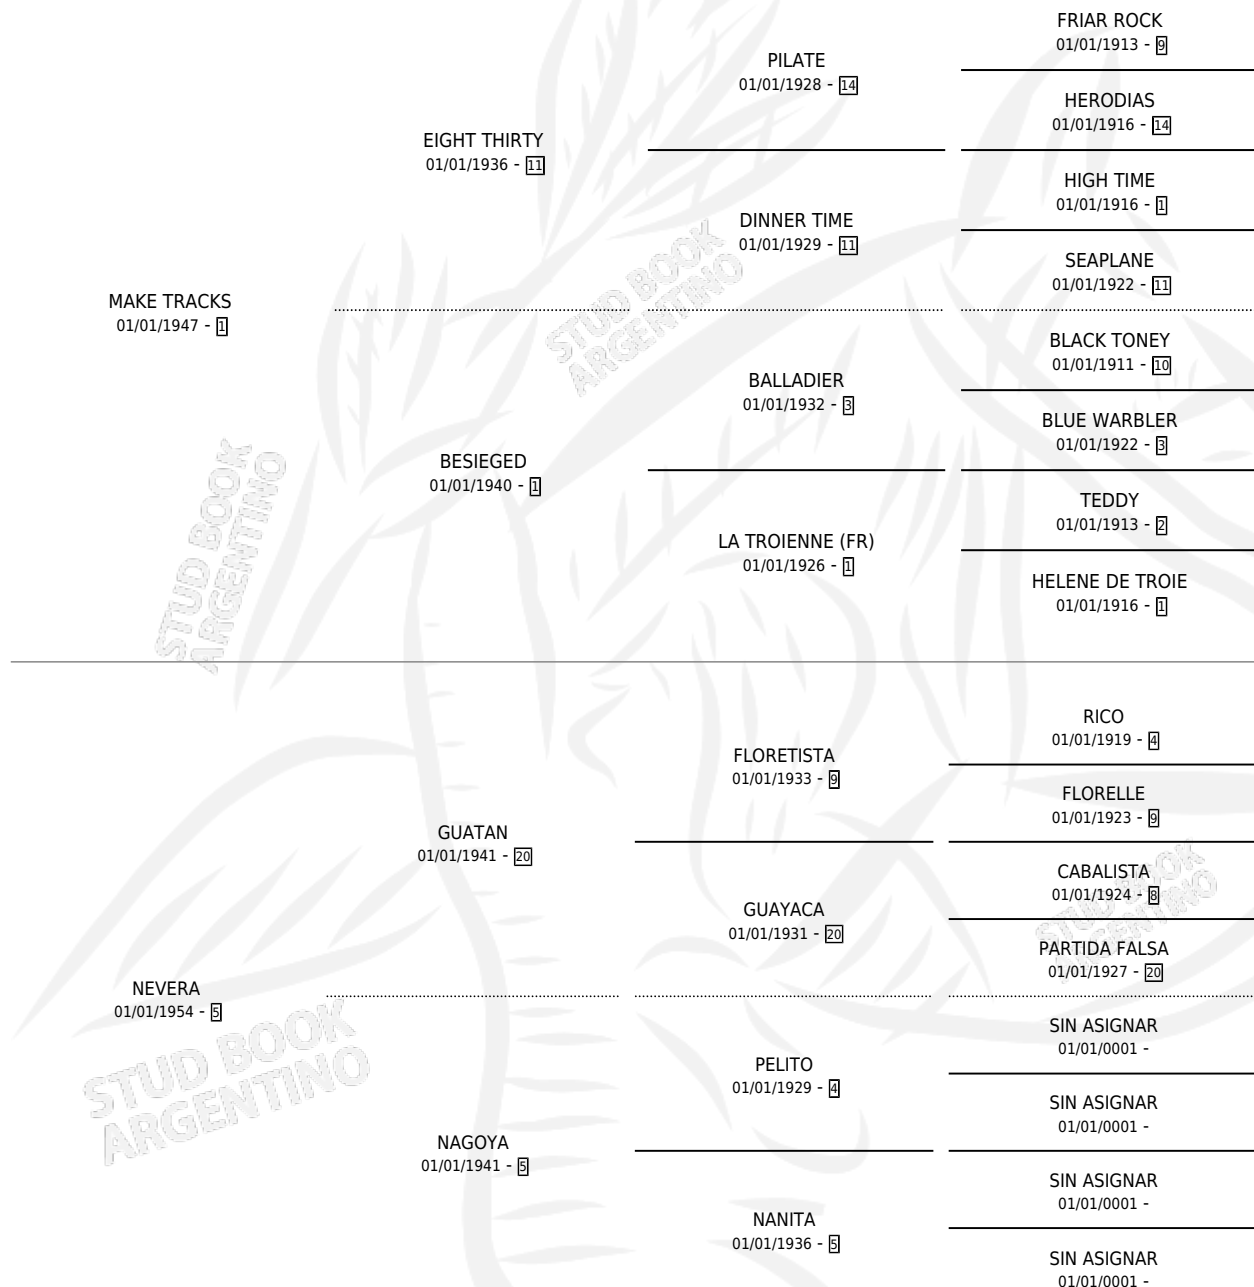 FRIAR ROCK
01/01/1913 - 9
PILATE
01/01/1928 - 14
HERODIAS
01/01/1916 - 14
EIGHT THIRTY
01/01/1936 - 11
HIGH TIME
01/01/1916 - 1
DINNER TIME
01/01/1929 - 11
SEAPLANE
01/01/1922 - 11
MAKE TRACKS
01/01/1947 - 1
BLACK TONEY
01/01/1911 - 10
BALLADIER
01/01/1932 - 3
BLUE WARBLER
01/01/1922 - 3
BESIEGED
01/01/1940 - 1
TEDDY
01/01/1913 - 2
LA TROIENNE (FR)
01/01/1926 - 1
HELENE DE TROIE
01/01/1916 - 1
RICO
01/01/1919 - 4
FLORETISTA
01/01/1933 - 9
FLORELLE
01/01/1923 - 9
GUATAN
01/01/1941 - 20
CABALISTA
01/01/1924 - 8
GUAYACA
01/01/1931 - 20
PARTIDA FALSA
01/01/1927 - 20
NEVERA
01/01/1954 - 5
SIN ASIGNAR
01/01/0001 -
PELITO
01/01/1929 - 4
SIN ASIGNAR
01/01/0001 -
NAGOYA
01/01/1941 - 5
SIN ASIGNAR
01/01/0001 -
NANITA
01/01/1936 - 5
SIN ASIGNAR
01/01/0001 -
STUD BOOK
ARGENTINO
STUD BOOK
ARGENTINO
STUD BOOK
ARGENTINO
STUD BOOK
ARGENTINO